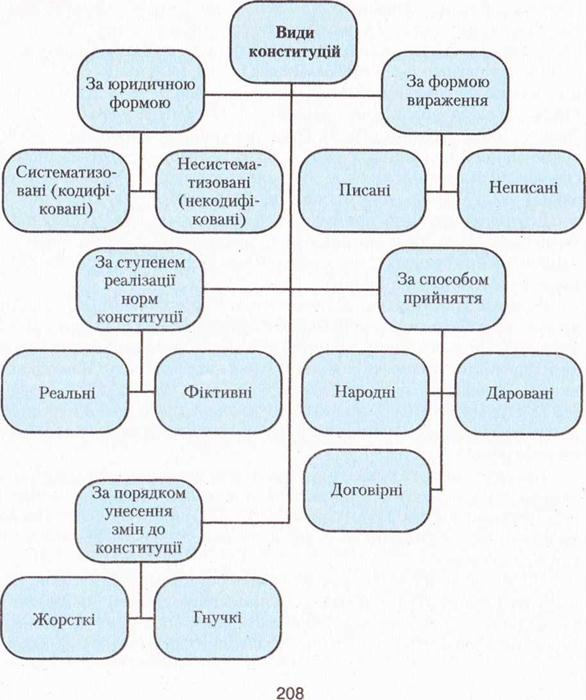 Види
конституцій
За юридичною
формою
За формою
вираження
Систематизо-
вані (кодифі-
ковані)
Несистема-
тизовані
(некодифі-
ковані)
Писані
Неписані
За ступенем
реалізації
норм
конституції
За способом
прийняття
Реальні
Фіктивні
Народні
Даровані
Договірні
За порядком
унесення
змін до
конституції
Жорсткі
Гнучкі
208